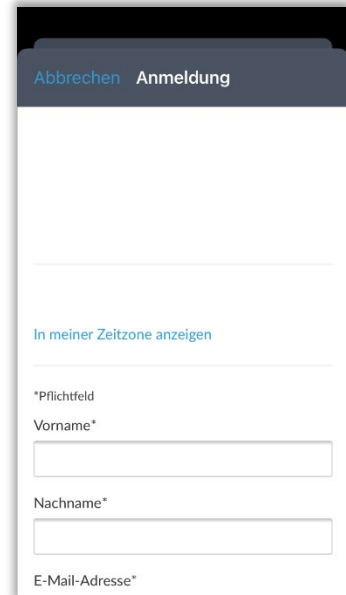 Abbrechen Anmeldung
In meiner Zeitzone anzeigen
*Pflichtfeld
Vorname*
Nachname*
E-Mail-Adresse*